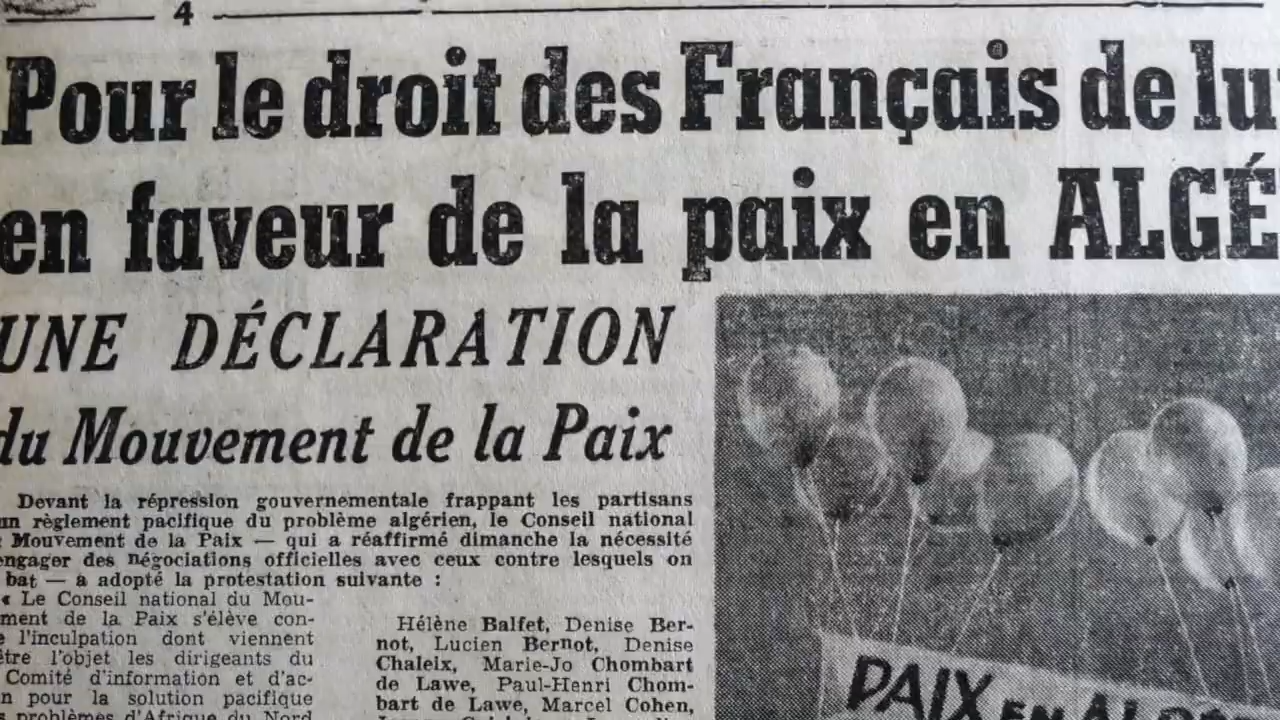 4
Pour le droit des Français de lu
en faveur de la paix en ALGÉ
UNE DÉCLARATION
du Mouvement de la Paix
Devant la répression gouvernementale frappant les partisans
un règlement pacifique du problème algérien, le Conseil national
Mouvement de la Paix — qui a réaffirmé dimanche la nécessité
engager des négociations officielles avec ceux contre lesquels on
bat — a adopté la protestation suivante :
« Le Conseil national du Mou-
ment de la Paix s'élève con-
e l'inculpation dont viennent
être l'objet les dirigeants du
Comité d'information et d'ac-
n pour la solution pacifique
s problèmes d'Afrique du Nord
Hélène Balfet, Denise Ber-
not, Lucien Bernot, Denise
Chaleix, Marie-Jo Chombart
de Lawe, Paul-Henri Chom-
bart de Lawe, Marcel Cohen,
PAIX EN ALGÉ